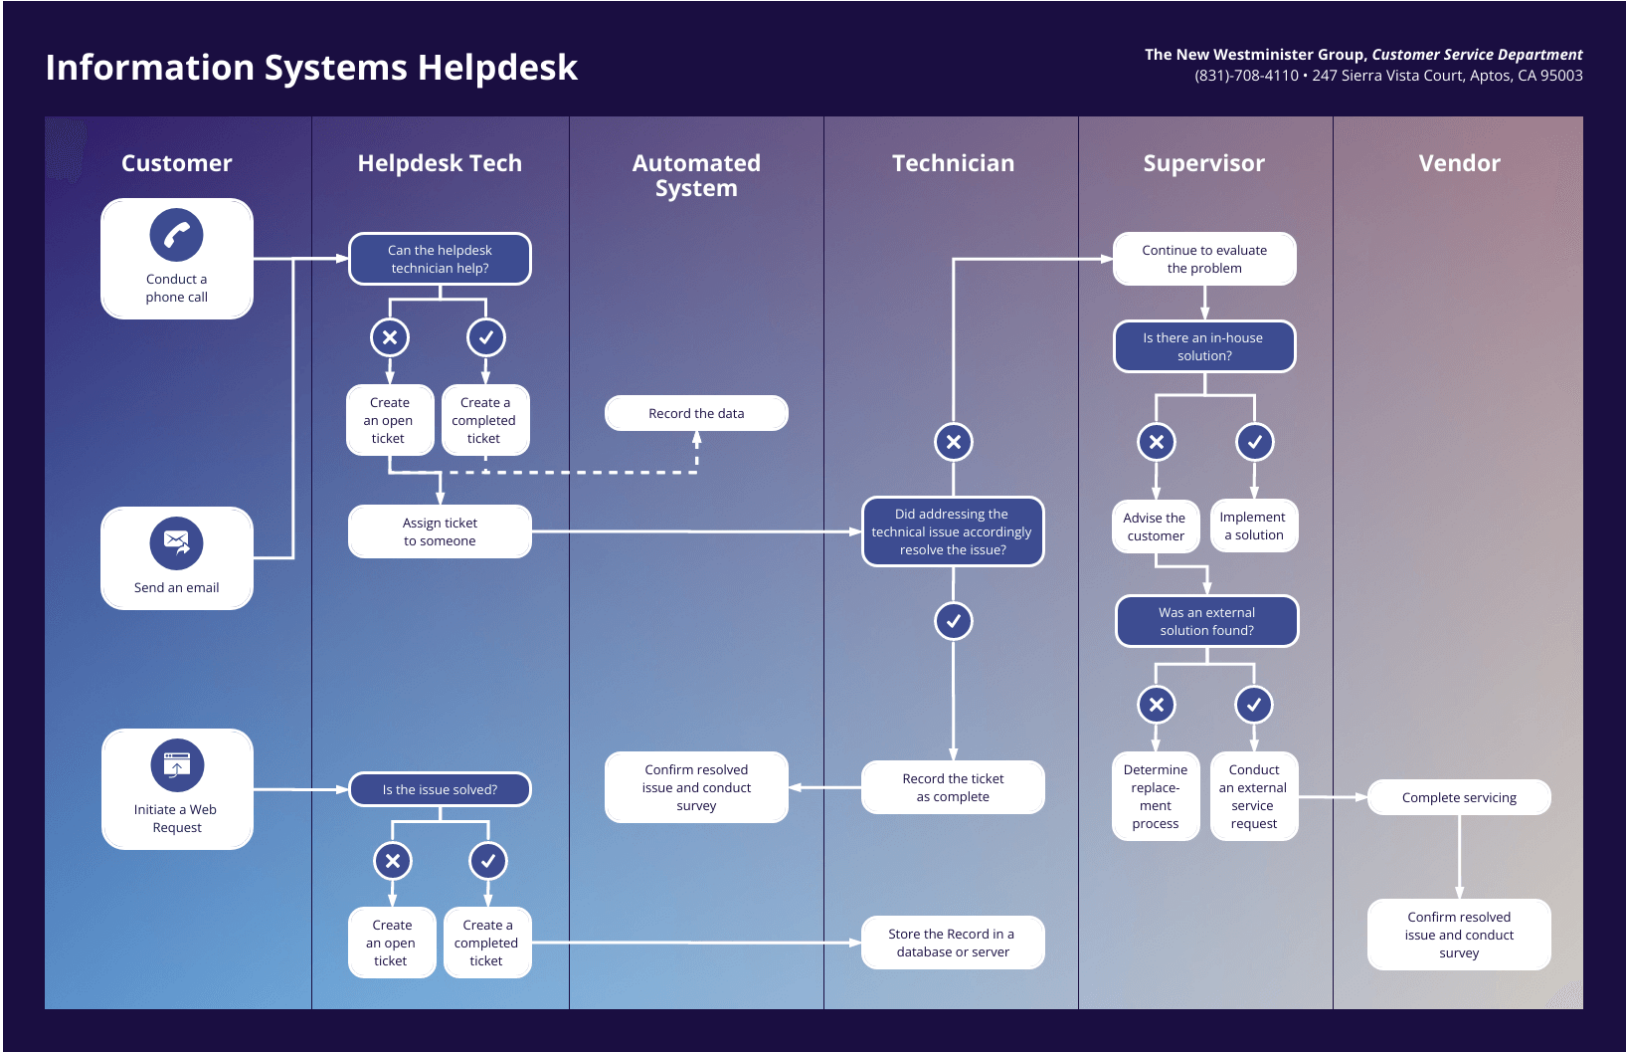 Information Systems Helpdesk
The New Westminister Group, Customer Service Department
(831)-708-4110 • 247 Sierra Vista Court, Aptos, CA 95003
Customer
Conduct a
phone call
Send an email
Initiate a Web
Request
Helpdesk Tech
Can the helpdesk
technician help?
Create
an open
ticket
Create a
completed
ticket
Assign ticket
to someone
Is the issue solved?
Create
an open
ticket
Create a
completed
ticket
Automated
System
Record the data
Confirm resolved
issue and conduct
survey
Technician
Did addressing the
technical issue accordingly
resolve the issue?
Record the ticket
as complete
Store the Record in a
database or server
Supervisor
Continue to evaluate
the problem
Is there an in-house
solution?
Advise the
customer
Implement
a solution
Was an external
solution found?
Determine
replace-
ment
process
Conduct
an external
service
request
Vendor
Complete servicing
Confirm resolved
issue and conduct
survey